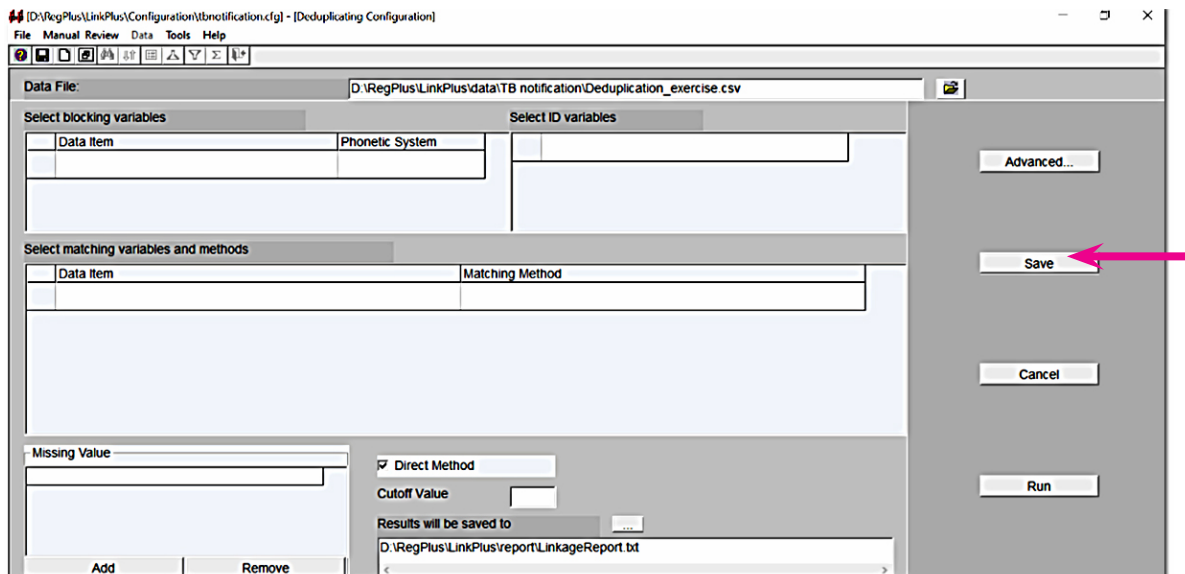 [D:\RegPlus\LinkPlus\Configuration\tbnotification.cfg] - [Deduplicating Configuration]
File Manual Review Data Tools Help
Data File:
D:\RegPlus\LinkPlus\data\TB notification\Deduplication_exercise.csv
Select blocking variables
Select ID variables
Data Item Phonetic System
Advanced...
Select matching variables and methods
Save
Data Item Matching Method
Cancel
Missing Value
Direct Method
Cutoff Value
Run
Results will be saved to ...
D:\RegPlus\LinkPlus\report\LinkageReport.txt
Add Remove